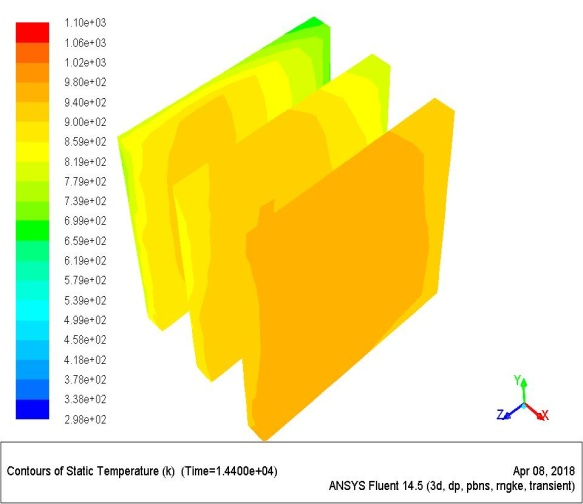 1.10e+03
1.06e+03
1.02e+03
9.80e+02
9.40e+02
9.00e+02
8.59e+02
8.19e+02
7.79e+02
7.39e+02
6.99e+02
6.59e+02
6.19e+02
5.79e+02
5.39e+02
4.99e+02
4.58e+02
4.18e+02
3.78e+02
3.38e+02
2.98e+02
Y
Z X
Contours of Static Temperature (k) (Time=1.4400e+04) Apr 08, 2018
ANSYS Fluent 14.5 (3d, dp, pbns, rngke, transient)